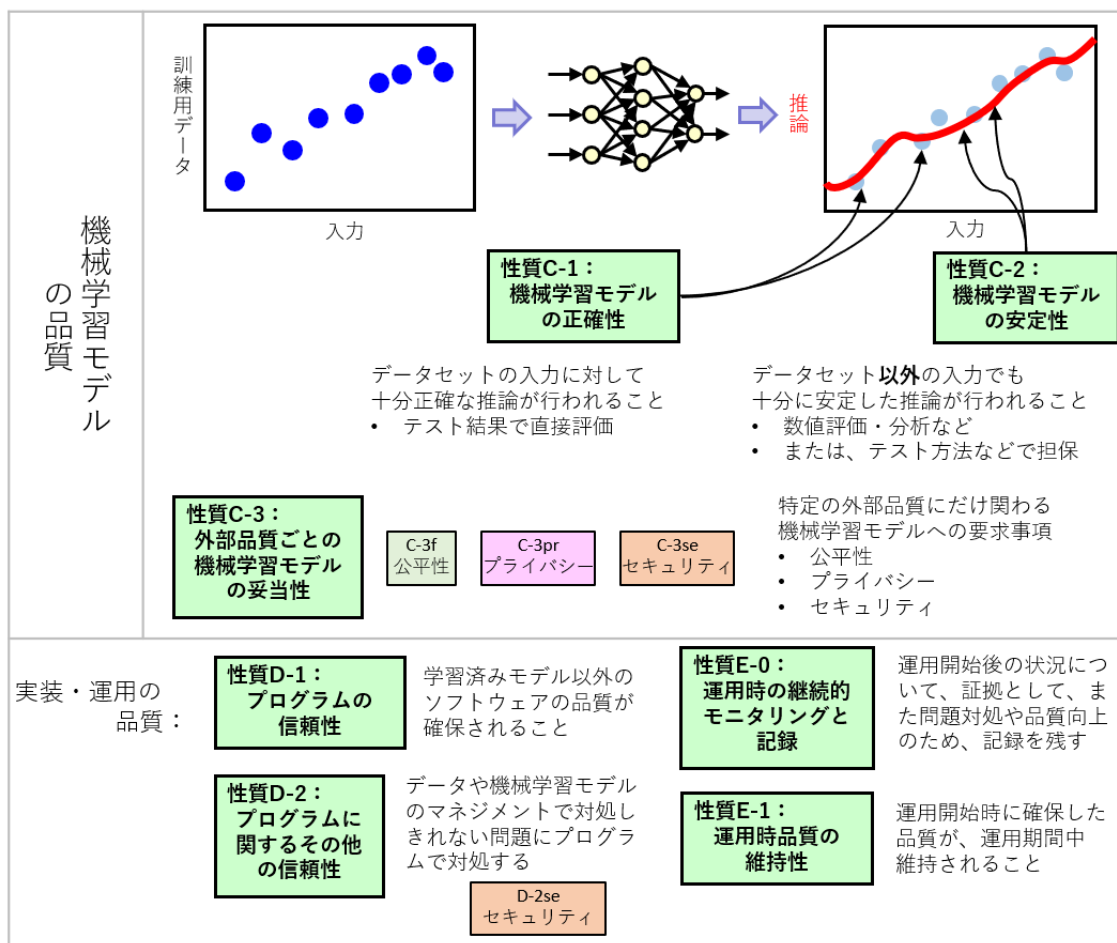 機械学習モデル
の品質
訓練用データ
入力
推論
入力
性質C-1：
機械学習モデル
の正確性
性質C-2：
機械学習モデル
の安定性
データセットの入力に対して
十分正確な推論が行われること
• テスト結果で直接評価
データセット以外の入力でも
十分に安定した推論が行われること
• 数値評価・分析など
• または、テスト方法などで担保
性質C-3：
外部品質ごとの
機械学習モデル
の妥当性
C-3f
公平性
C-3pr
プライバシー
C-3se
セキュリティ
特定の外部品質にだけ関わる
機械学習モデルへの要求事項
• 公平性
• プライバシー
• セキュリティ
実装・運用の
品質：
性質D-1：
プログラムの
信頼性
学習済みモデル以外の
ソフトウェアの品質が
確保されること
性質E-0：
運用時の継続的
モニタリングと
記録
運用開始後の状況につ
いて、証拠として、ま
た問題対処や品質向上
のため、記録を残す
性質D-2：
プログラムに
関するその他
の信頼性
データや機械学習モデル
のマネジメントで対処し
きれない問題にプログラ
ムで対処する
D-2se
セキュリティ
性質E-1：
運用時品質の
維持性
運用開始時に確保した
品質が、運用期間中
維持されること